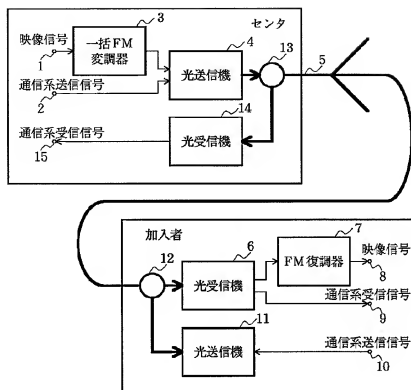 センタ
3
映像信号
1
一括FM
変調器
4
光送信機
13
5
通信系送信信号
2
14
通信系受信信号
15
光受信機
加入者
6
7
12
光受信機
FM復調器
映像信号
8
通信系受信信号
9
11
光送信機
通信系送信信号
10